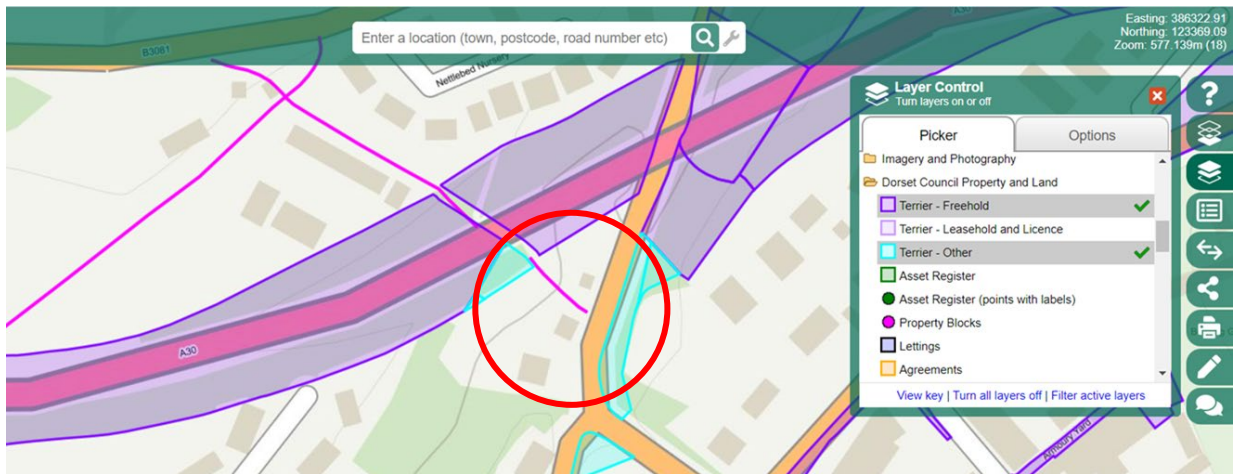 Enter a location (town, postcode, road number etc)
Easting: 386322.91
Northing: 123369.09
Zoom: 577.139m (18)
B3081
A30
Nettlebed Nursery
Layer Control
Turn layers on or off
Picker
Options
Imagery and Photography
Dorset Council Property and Land
Terrier - Freehold
Terrier - Leasehold and Licence
Terrier - Other
Asset Register
Asset Register (points with labels)
Property Blocks
Lettings
Agreements
View key | Turn all layers off | Filter active layers
?
A30
Armoury Yard